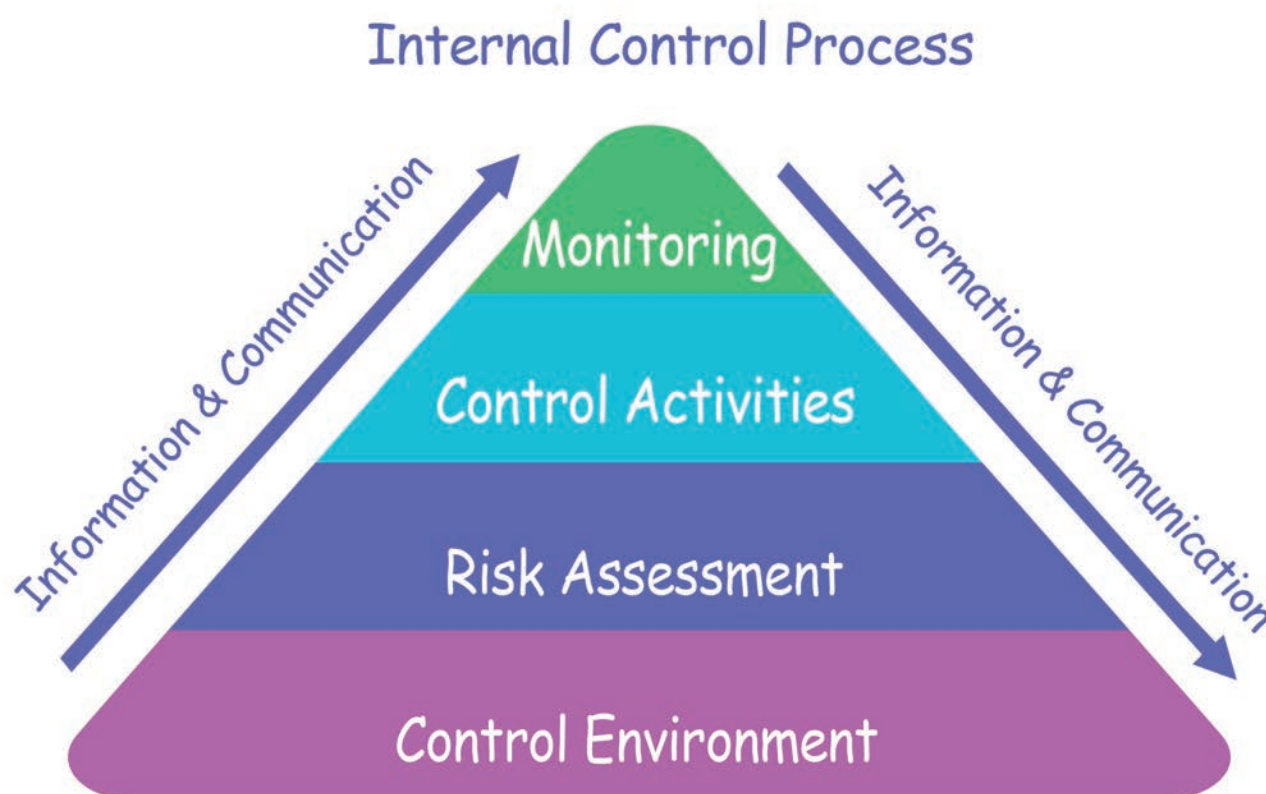 Internal Control Process
Information & Communication
Information & Communication
Monitoring
Control Activities
Risk Assessment
Control Environment